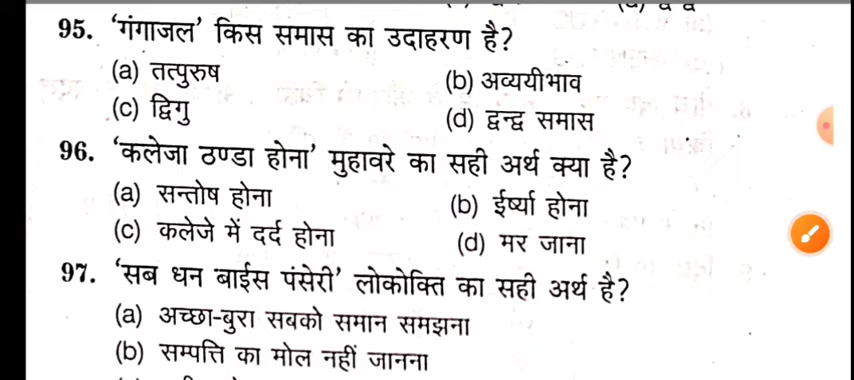 95. ‘गंगाजल’ किस समास का उदाहरण है?
(a) तत्पुरुष (b) अव्ययीभाव
(c) द्विगु (d) द्वन्द्व समास
96. ‘कलेजा ठण्डा होना’ मुहावरे का सही अर्थ क्या है?
(a) सन्तोष होना (b) ईर्ष्या होना
(c) कलेजे में दर्द होना (d) मर जाना
97. ‘सब धन बाईस पंसेरी’ लोकोक्ति का सही अर्थ है?
(a) अच्छा-बुरा सबको समान समझना
(b) सम्पत्ति का मोल नहीं जानना